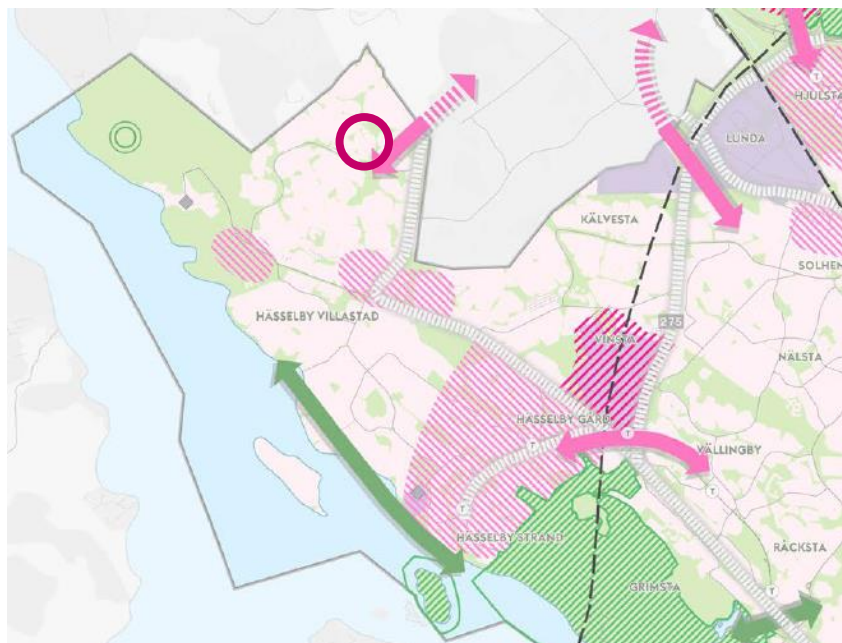 HJULSTA
LUNDA
KÄLVESTA
SOLHEM
HÄSSELBY VILLASTAD
275
VINSTA
NÄLSTA
HÄSSELBY GÅRD
T
T
VÄLLINGBY
T
T
HÄSSELBY STRAND
RÅCKSTA
GRIMSTA
T
T